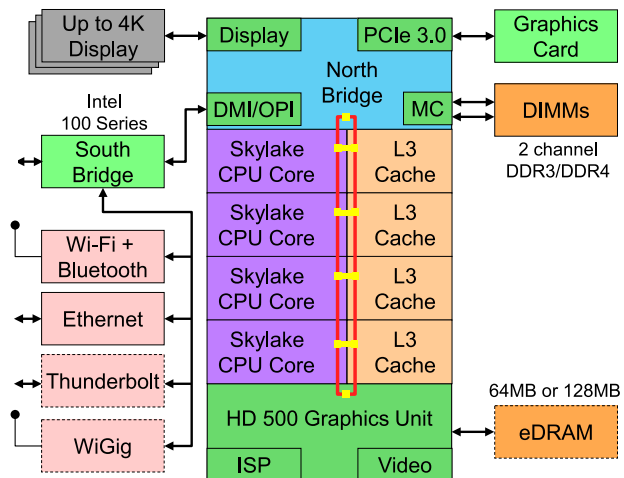 Up to 4K
Display
Display
PCIe 3.0
Graphics
Card
North
Bridge
Intel
100 Series
DMI/OPI
MC
DIMMs
2 channel
DDR3/DDR4
South
Bridge
Skylake
CPU Core
L3
Cache
Skylake
CPU Core
L3
Cache
Skylake
CPU Core
L3
Cache
Skylake
CPU Core
L3
Cache
Wi-Fi +
Bluetooth
Ethernet
Thunderbolt
WiGig
HD 500 Graphics Unit
64MB or 128MB
eDRAM
ISP
Video